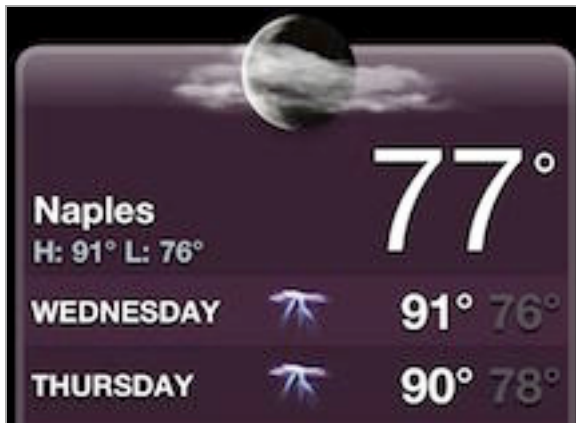 77°
Naples
H: 91° L: 76°
WEDNESDAY 91° 76°
THURSDAY 90° 78°